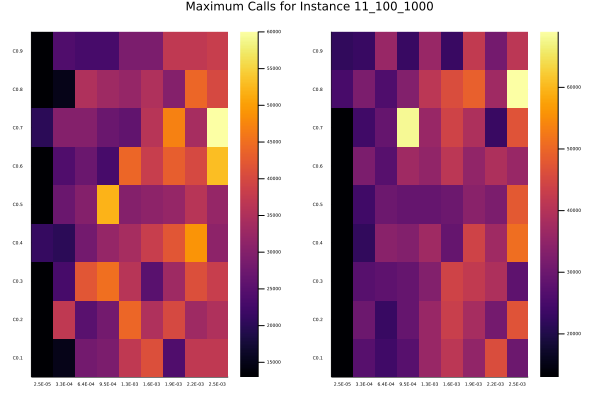 Maximum Calls for Instance 11_100_1000
C0.9
C0.8
C0.7
C0.6
C0.5
C0.4
C0.3
C0.2
C0.1
2.5E-05 3.3E-04 6.4E-04 9.5E-04 1.3E-03 1.6E-03 1.9E-03 2.2E-03 2.5E-03
60000
55000
50000
45000
40000
35000
30000
25000
20000
15000
C0.9
C0.8
C0.7
C0.6
C0.5
C0.4
C0.3
C0.2
C0.1
2.5E-05 3.3E-04 6.4E-04 9.5E-04 1.3E-03 1.6E-03 1.9E-03 2.2E-03 2.5E-03
60000
50000
40000
30000
20000